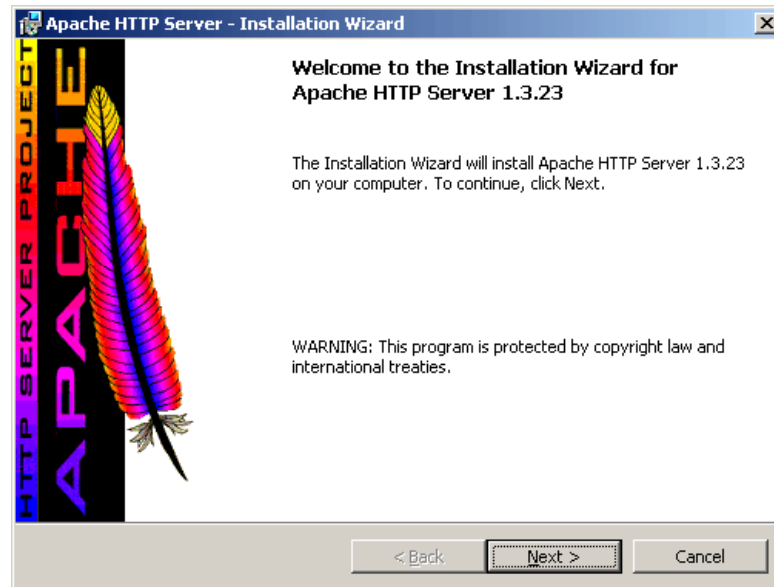 Apache HTTP Server - Installation Wizard
HTTP SERVER PROJECT
APACHE
Welcome to the Installation Wizard for
Apache HTTP Server 1.3.23
The Installation Wizard will install Apache HTTP Server 1.3.23
on your computer. To continue, click Next.
WARNING: This program is protected by copyright law and
international treaties.
< Back
Next >
Cancel